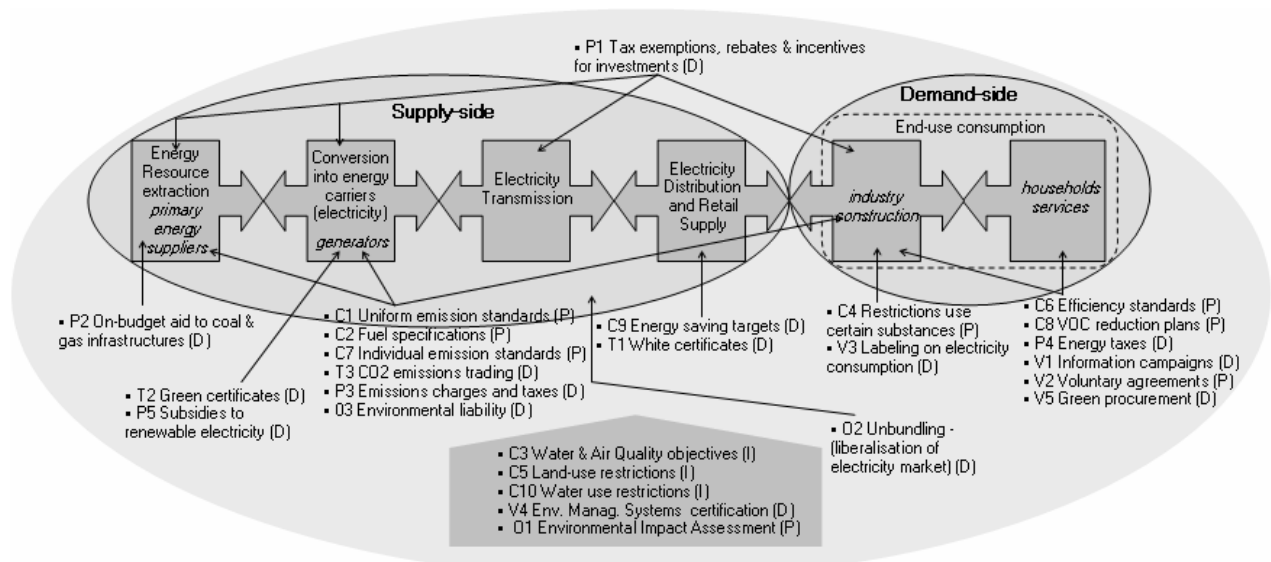 ▪ P1 Tax exemptions, rebates & incentives
for investments (D)
Supply-side
Demand-side
End-use consumption
Energy
Resource
extraction
primary
energy
suppliers
Conversion
into energy
carriers
(electricity)
generators
Electricity
Transmission
Electricity
Distribution
and Retail
Supply
industry
construction
households
services
▪ P2 On-budget aid to coal &
gas infrastructures (D)
▪ T2 Green certificates (D)
▪ P5 Subsidies to
renewable electricity (D)
▪ C1 Uniform emission standards (P)
▪ C2 Fuel specifications (P)
▪ C7 Individual emission standards (P)
▪ T3 CO2 emissions trading (D)
▪ P3 Emissions charges and taxes (D)
▪ O3 Environmental liability (D)
▪ C9 Energy saving targets (D)
▪ T1 White certificates (D)
▪ C4 Restrictions use
certain substances (P)
▪ V3 Labeling on electricity
consumption (D)
▪ C6 Efficiency standards (P)
▪ C8 VOC reduction plans (P)
▪ P4 Energy taxes (D)
▪ V1 Information campaigns (D)
▪ V2 Voluntary agreements (P)
▪ V5 Green procurement (D)
▪ O2 Unbundling -
(liberalisation of
electricity market) (D)
▪ C3 Water & Air Quality objectives (I)
▪ C5 Land-use restrictions (I)
▪ C10 Water use restrictions (I)
▪ V4 Env. Manag. Systems certification (D)
▪ O1 Environmental Impact Assessment (P)